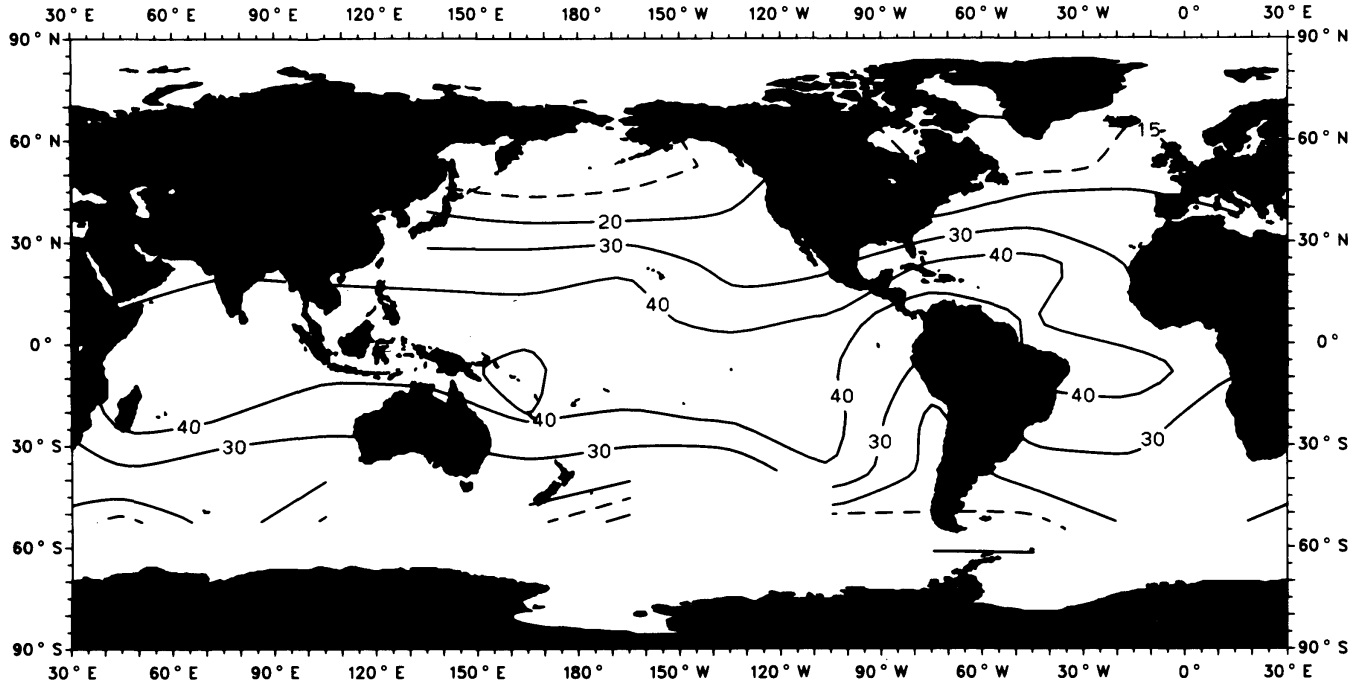 30° E 60° E 90° E 120° E 150° E 180° 150° W 120° W 90° W 60° W 30° W 0° 30° E
90° N 90° N
60° N 15 60° N
20
30° N 30 30 30° N
40
40
0° 0°
40 40
40 40
30 30
30° S 30 30 30° S
60° S 60° S
90° S 90° S
30° E 60° E 90° E 120° E 150° E 180° 150° W 120° W 90° W 60° W 30° W 0° 30° E